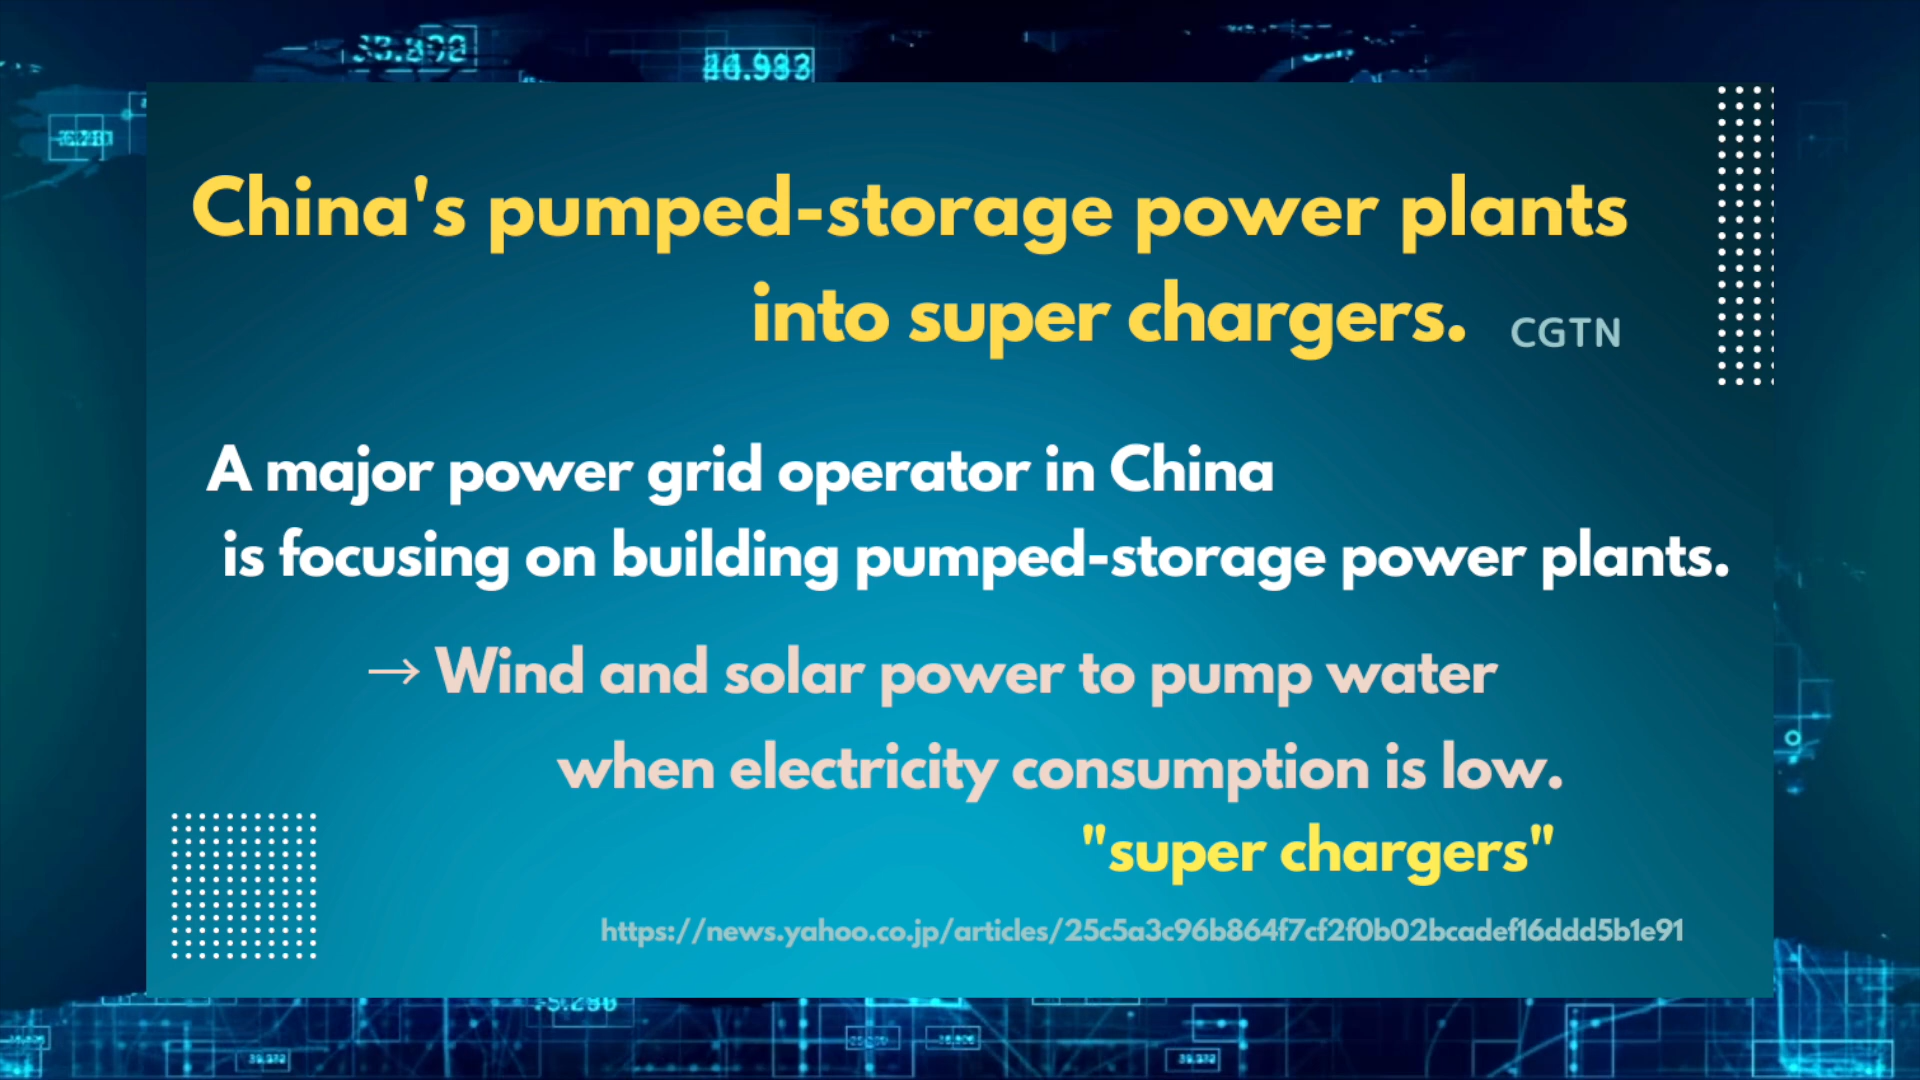 China's pumped-storage power plants
into super chargers. CGTN
A major power grid operator in China
is focusing on building pumped-storage power plants.
→ Wind and solar power to pump water
when electricity consumption is low.
"super chargers"
https://news.yahoo.co.jp/articles/25c5a3c96b864f7cf2f0b02bcadef16ddd5b1e91